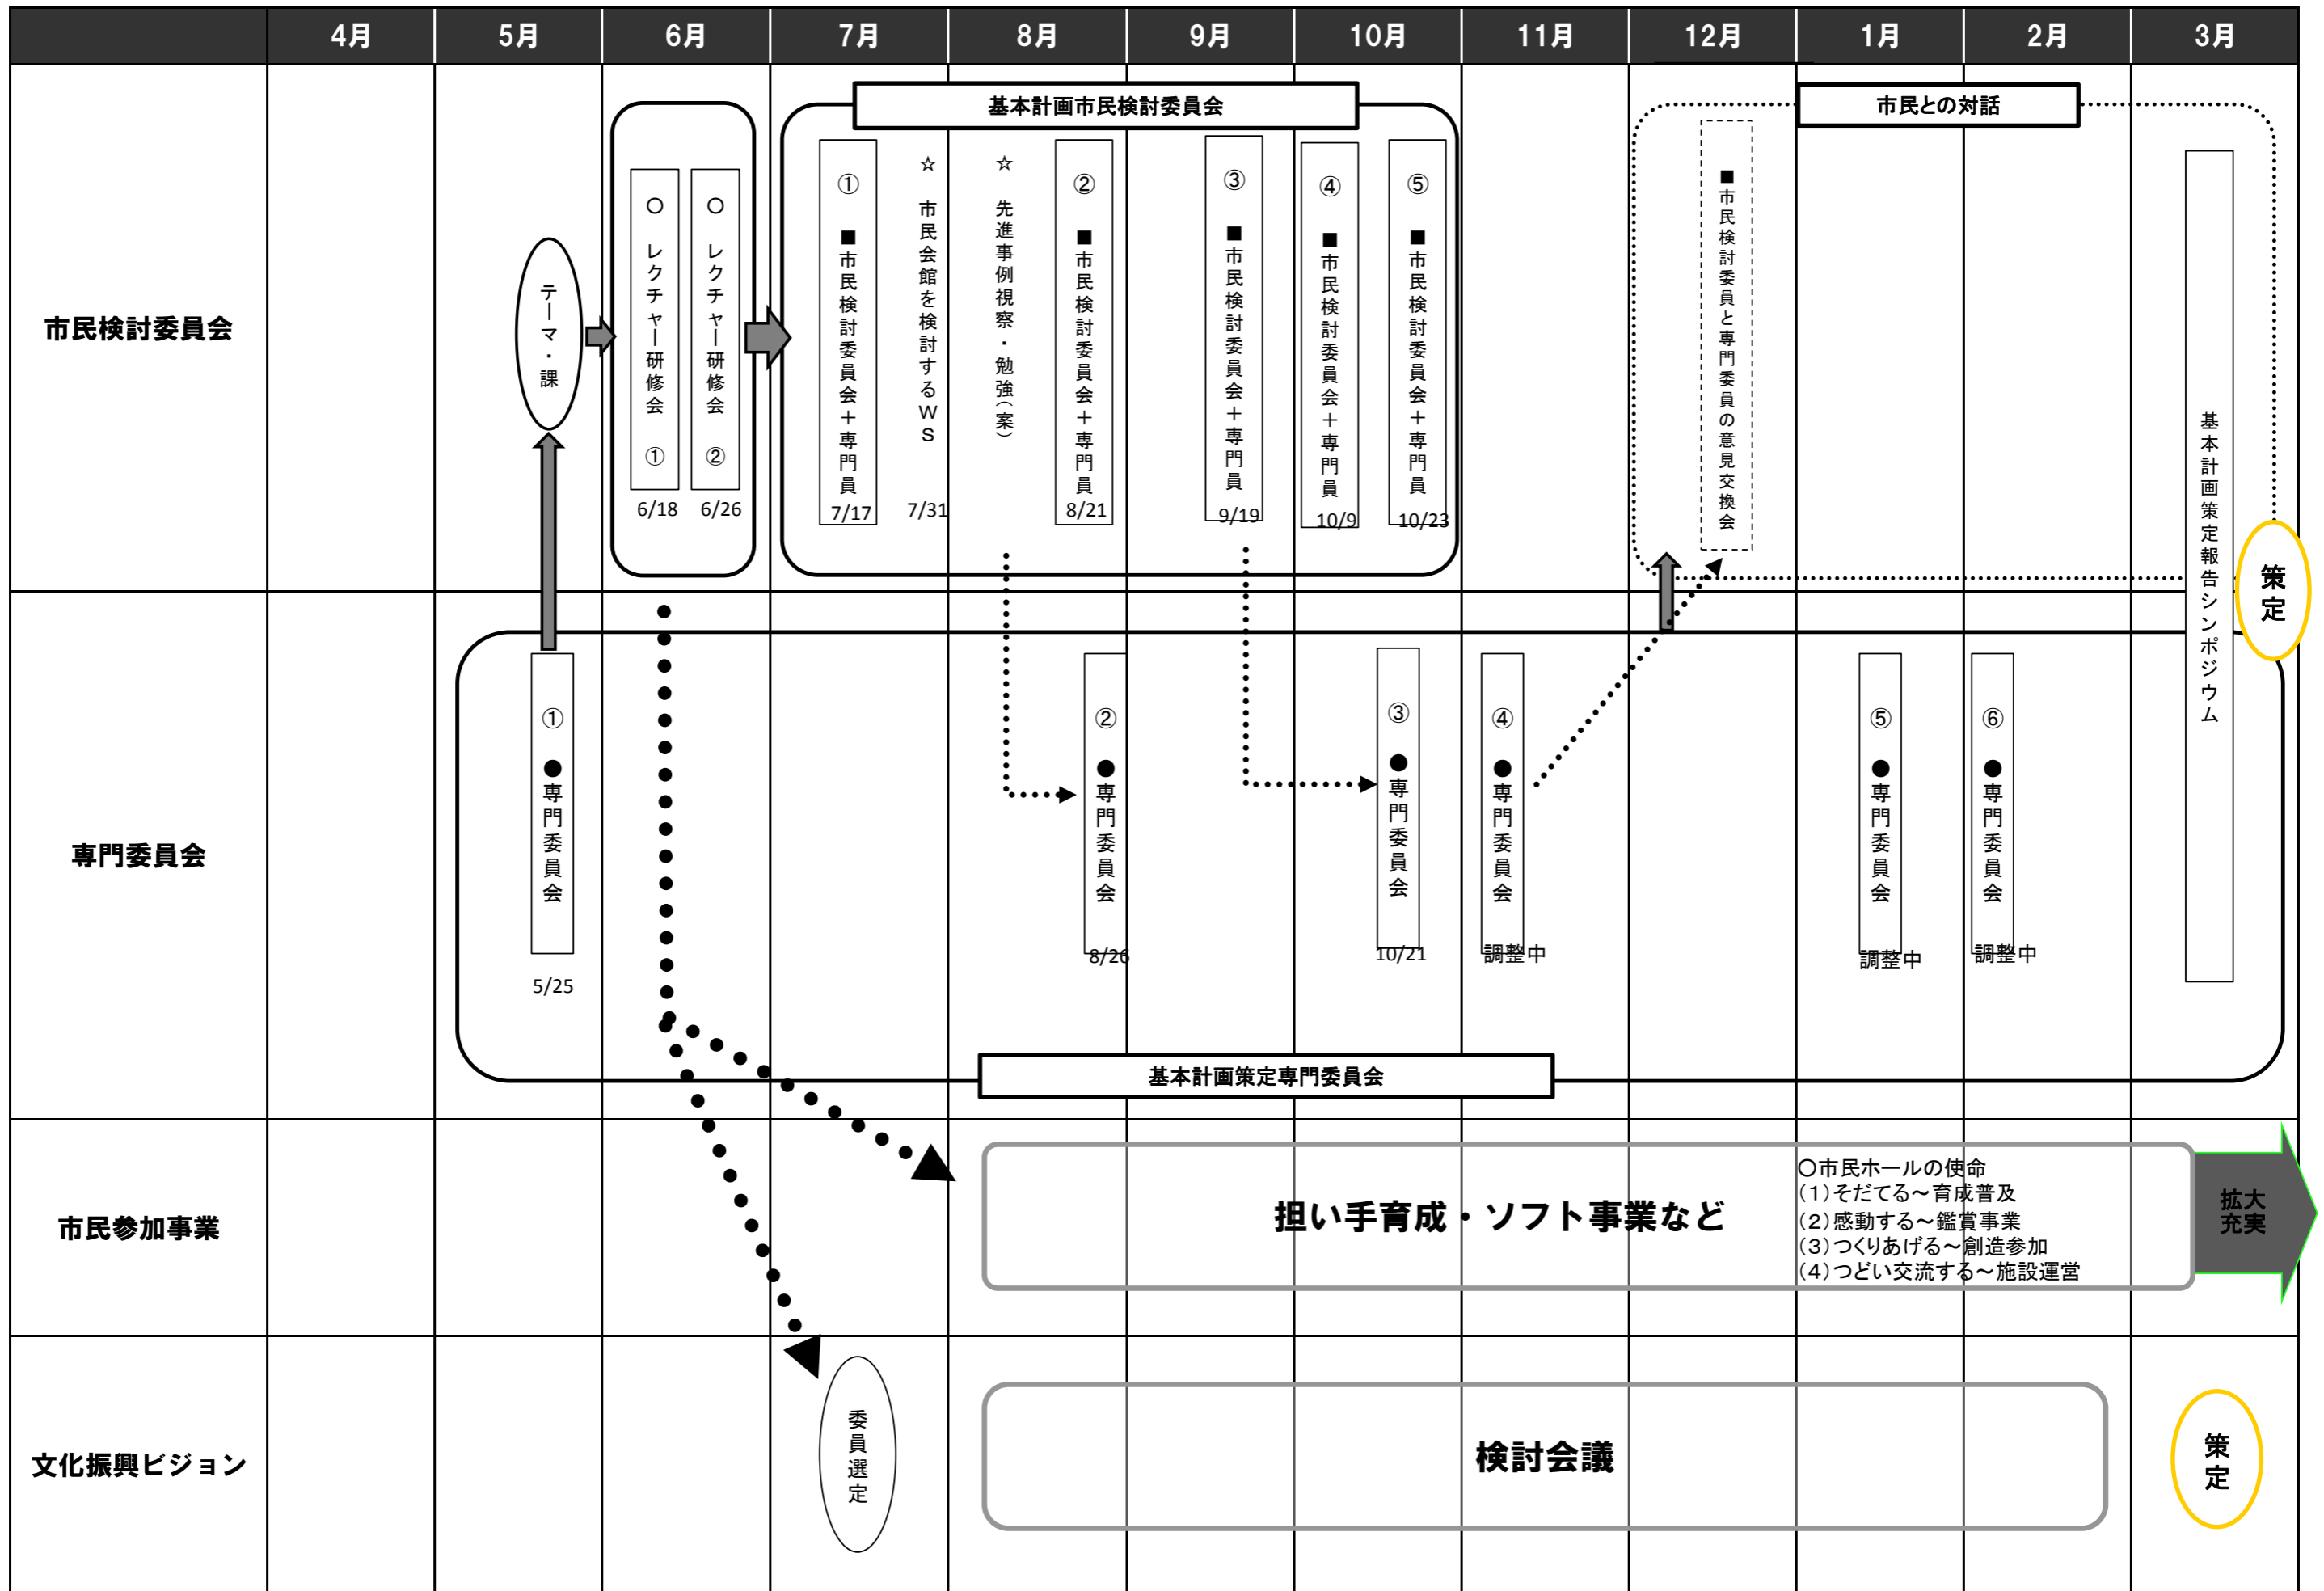 4月
5月
6月
7月
8月
9月
10月
11月
12月
1月
2月
3月
市民検討委員会
テーマ・課
○ レクチャー研修会 ①
6/18
○ レクチャー研修会 ②
6/26
基本計画市民検討委員会
① ■市民検討委員会＋専門員
7/17
☆ 市民会館を検討するＷＳ
7/31
☆ 先進事例視察・勉強（案）
② ■市民検討委員会＋専門員
8/21
③ ■市民検討委員会＋専門員
9/19
④ ■市民検討委員会＋専門員
10/9
⑤ ■市民検討委員会＋専門員
10/23
市民との対話
■市民検討委員と専門委員の意見交換会
基本計画策定報告シンポジウム
策定
専門委員会
① ●専門委員会
5/25
② ●専門委員会
8/26
③ ●専門委員会
10/21
④ ●専門委員会
調整中
⑤ ●専門委員会
調整中
⑥ ●専門委員会
調整中
基本計画策定専門委員会
市民参加事業
担い手育成・ソフト事業など
○市民ホールの使命
（１）そだてる～育成普及
（２）感動する～鑑賞事業
（３）つくりあげる～創造参加
（４）つどい交流する～施設運営
拡大
充実
文化振興ビジョン
委員選定
検討会議
策定